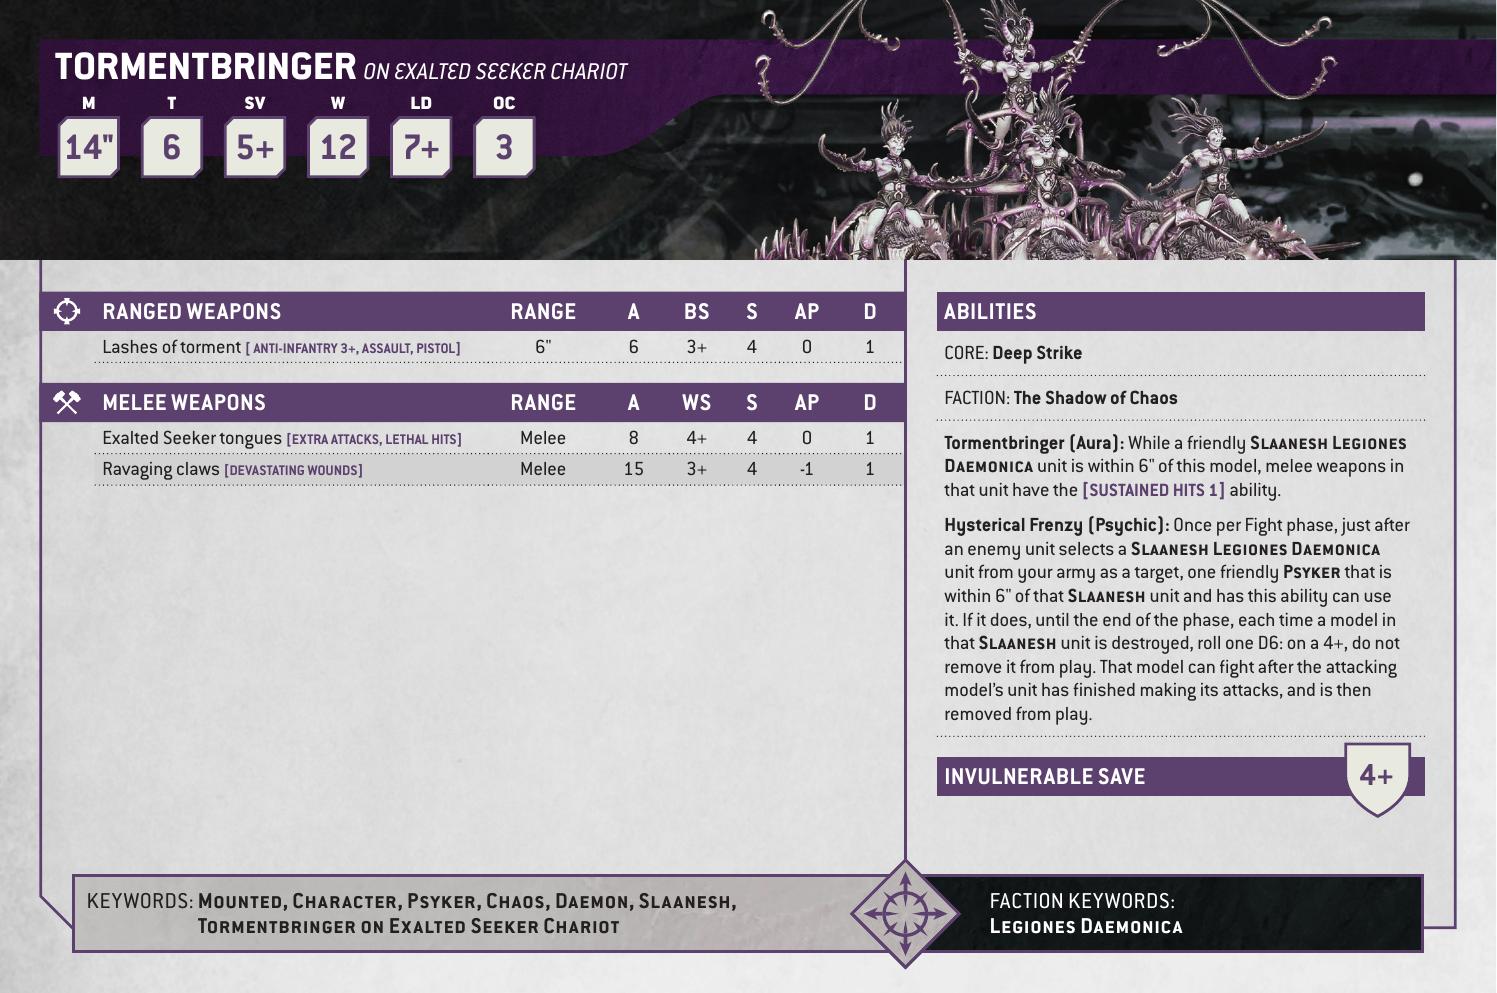 TORMENTBRINGER ON EXALTED SEEKER CHARIOT
M T SV W LD OC
14" 6 5+ 12 7+ 3
RANGED WEAPONS RANGE A BS S AP D
Lashes of torment [ ANTI-INFANTRY 3+, ASSAULT, PISTOL] 6" 6 3+ 4 0 1
MELEE WEAPONS RANGE A WS S AP D
Exalted Seeker tongues [EXTRA ATTACKS, LETHAL HITS] Melee 8 4+ 4 0 1
Ravaging claws [DEVASTATING WOUNDS] Melee 15 3+ 4 -1 1
ABILITIES
CORE: Deep Strike
FACTION: The Shadow of Chaos
Tormentbringer (Aura): While a friendly SLAANESH LEGIONES
DAEMONICA unit is within 6" of this model, melee weapons in
that unit have the [SUSTAINED HITS 1] ability.
Hysterical Frenzy (Psychic): Once per Fight phase, just after
an enemy unit selects a SLAANESH LEGIONES DAEMONICA
unit from your army as a target, one friendly PSYKER that is
within 6" of that SLAANESH unit and has this ability can use
it. If it does, until the end of the phase, each time a model in
that SLAANESH unit is destroyed, roll one D6: on a 4+, do not
remove it from play. That model can fight after the attacking
model's unit has finished making its attacks, and is then
removed from play.
INVULNERABLE SAVE 4+
KEYWORDS: MOUNTED, CHARACTER, PSYKER, CHAOS, DAEMON, SLAANESH,
TORMENTBRINGER ON EXALTED SEEKER CHARIOT
FACTION KEYWORDS:
LEGIONES DAEMONICA